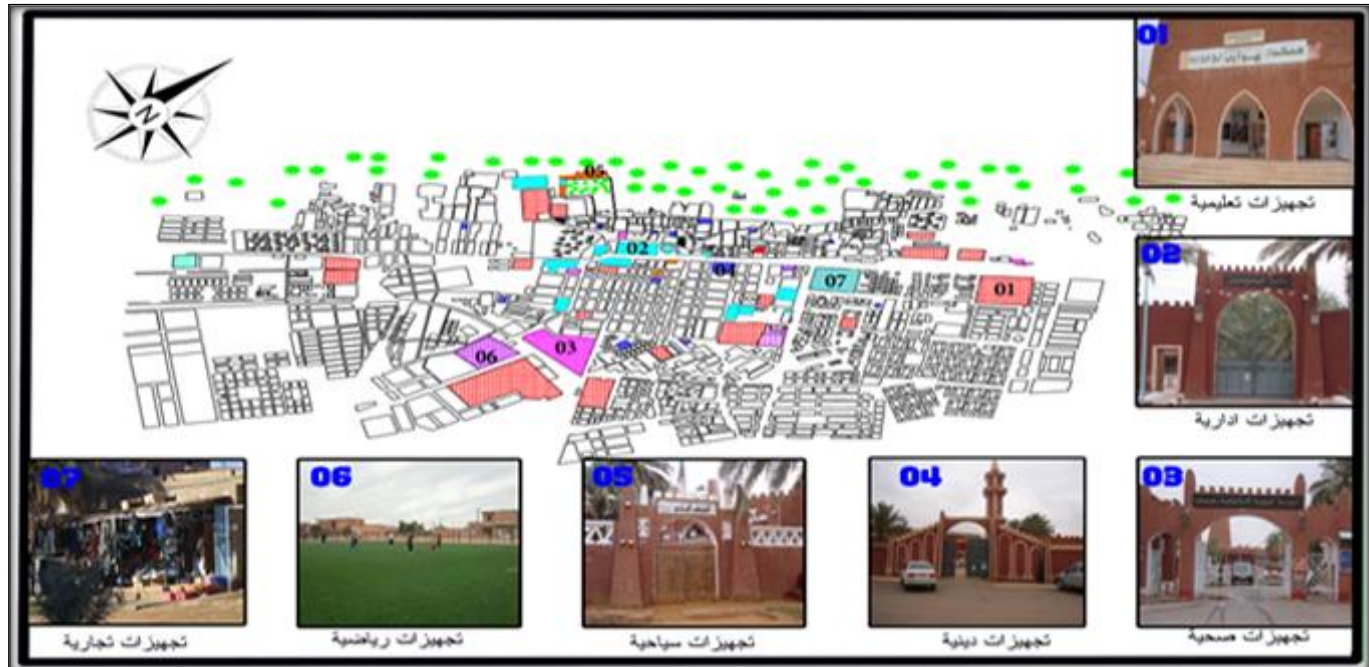 N
01
تجهيزات تعليمية
02
تجهيزات ادارية
05
02
04
07
01
03
06
07
تجهيزات تجارية
06
تجهيزات رياضية
05
تجهيزات سياحية
04
تجهيزات دينية
03
تجهيزات صحية